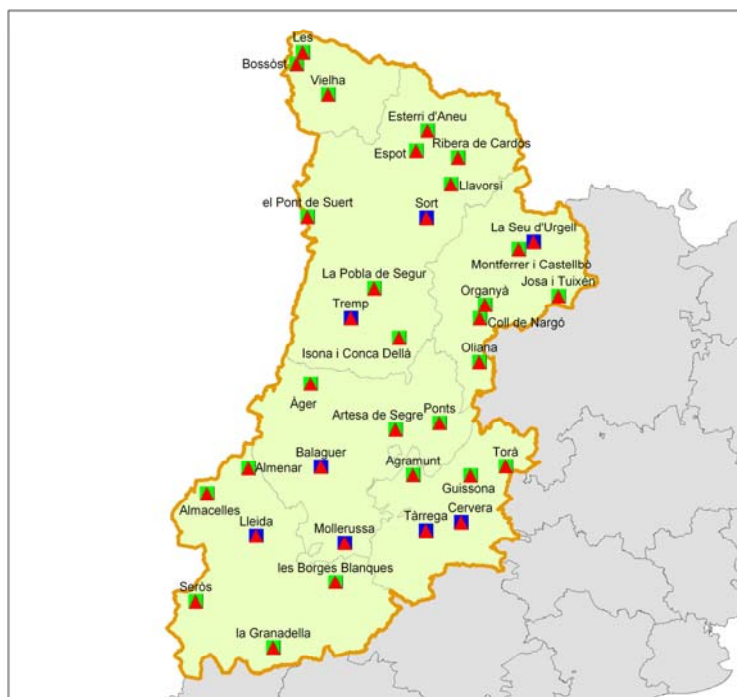 Les
Bossòst
Vielha
Esterri d'Aneu
Espot
Ribera de Cardós
Llavorsí
el Pont de Suert
Sort
La Seu d'Urgell
Montferrer i Castellbò
La Pobla de Segur
Organyà
Josa i Tuixén
Tremp
Coll de Nargó
Isona i Conca Dellà
Oliana
Àger
Artesa de Segre
Ponts
Balaguer
Almenar
Agramunt
Torà
Guissona
Almacelles
Lleida
Mollerussa
Tàrrega
Cervera
les Borges Blanques
Seròs
la Granadella